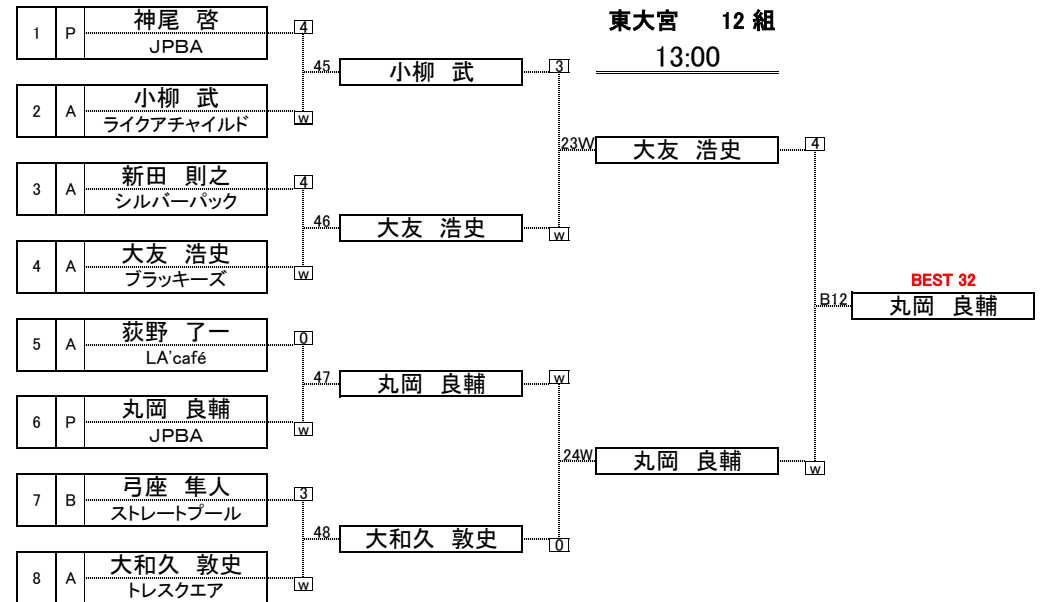 東大宮 12 組
13:00
1 P 神尾 啓
JPBA
4
45 小柳 武 3
2 A 小柳 武
ライクアチャイルド
w
23W 大友 浩史 4
3 A 新田 則之
シルバーパック
4
46 大友 浩史 w
4 A 大友 浩史
ブラッキーズ
w
BEST 32
B12 丸岡 良輔
5 A 荻野 了一
LA'café
0
47 丸岡 良輔 w
6 P 丸岡 良輔
JPBA
w
24W 丸岡 良輔 w
7 B 弓座 隼人
ストレートプール
3
48 大和久 敦史 0
8 A 大和久 敦史
トレスクエア
w